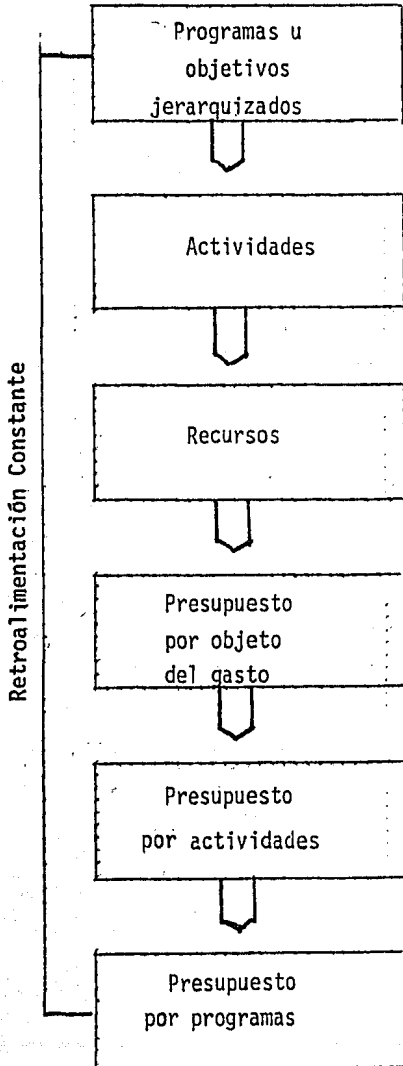 Programas u
objetivos
jerarquizados
Actividades
Recursos
Presupuesto
por objeto
del gasto
Presupuesto
por actividades
Presupuesto
por programas
Retroalimentación Constante